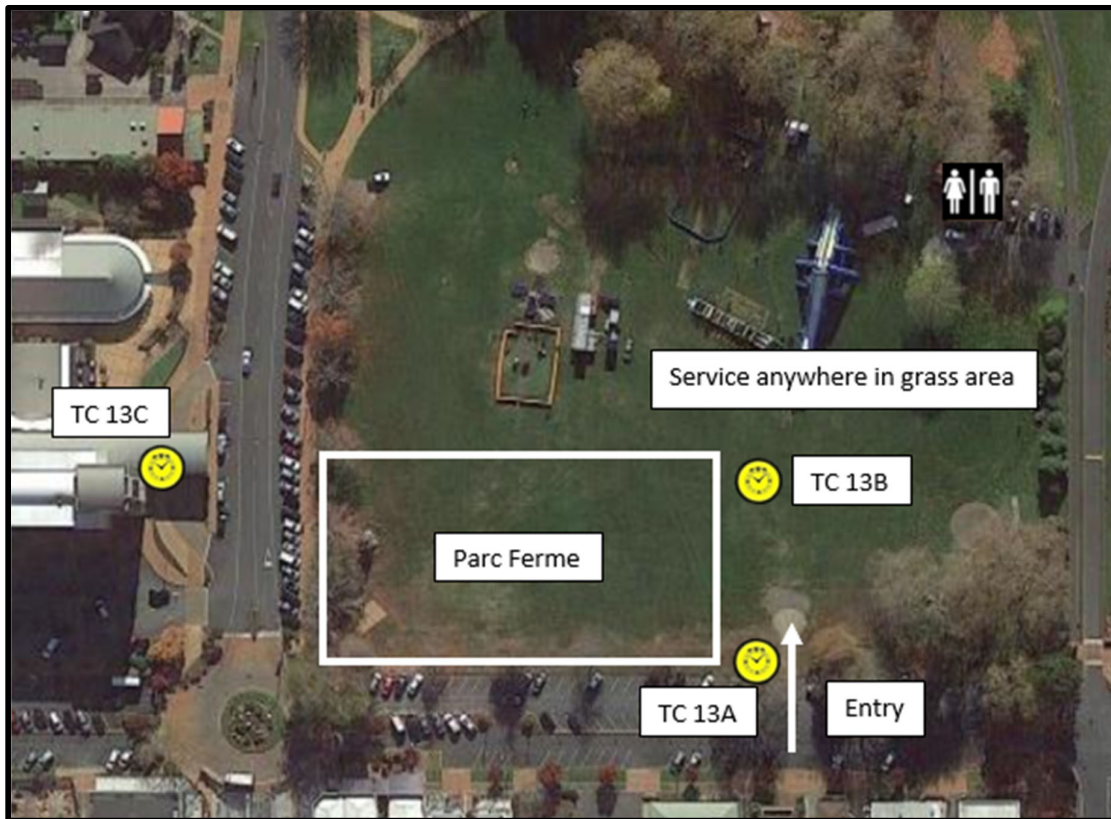 Service anywhere in grass area
TC 13C
TC 13B
Parc Ferme
TC 13A
Entry